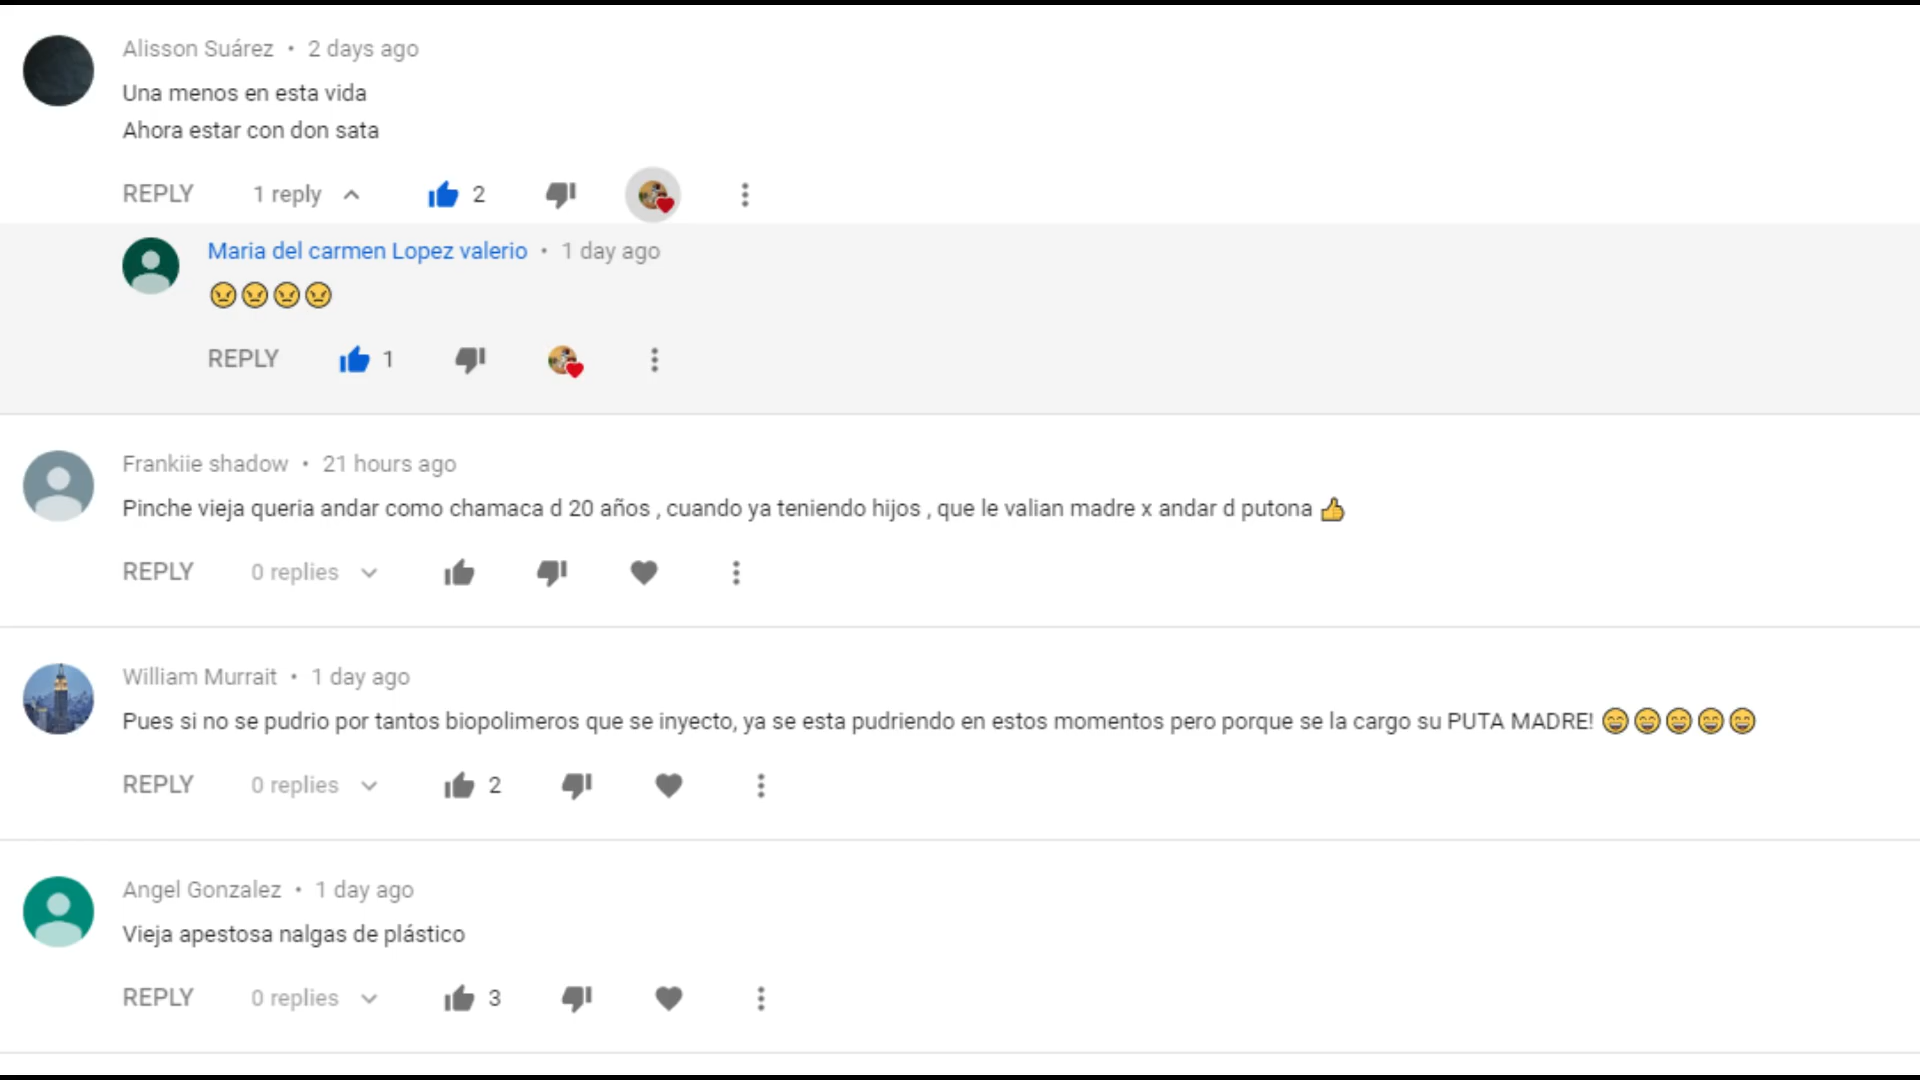 Alisson Suárez • 2 days ago
Una menos en esta vida
Ahora estar con don sata
REPLY 1 reply 2
Maria del carmen Lopez valerio • 1 day ago
😠😠😠😠
REPLY 1
Frankiie shadow • 21 hours ago
Pinche vieja queria andar como chamaca d 20 años , cuando ya teniendo hijos , que le valian madre x andar d putona 👍
REPLY 0 replies
William Murrait • 1 day ago
Pues si no se pudrio por tantos biopolimeros que se inyecto, ya se esta pudriendo en estos momentos pero porque se la cargo su PUTA MADRE! 😄😄😄😄😄
REPLY 0 replies 2
Angel Gonzalez • 1 day ago
Vieja apestosa nalgas de plástico
REPLY 0 replies 3